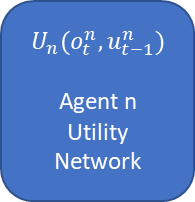 $U_n(o_t^n, u_{t-1}^n)$
Agent n
Utility
Network